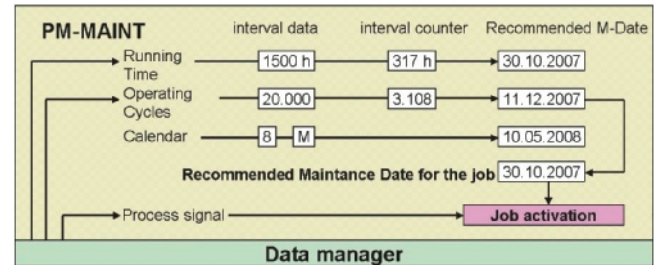 PM-MAINT interval data interval counter Recommended M-Date
Running Time 1500 h 317 h 30.10.2007
Operating Cycles 20.000 3.108 11.12.2007
Calendar 8 M 10.05.2008
Recommended Maintance Date for the job 30.10.2007
Process signal Job activation
Data manager